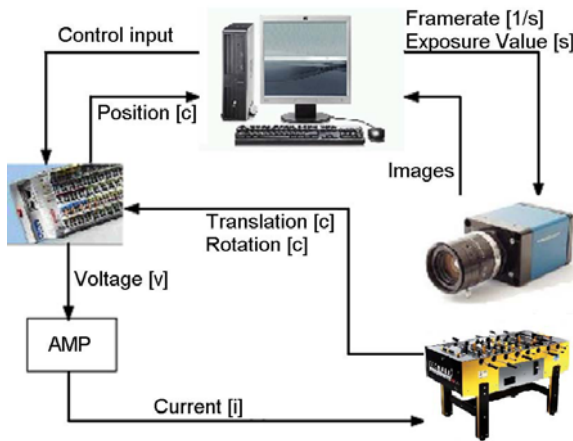 Control input
Framerate [1/s]
Exposure Value [s]
Position [c]
Images
Translation [c]
Rotation [c]
Voltage [v]
AMP
Current [i]